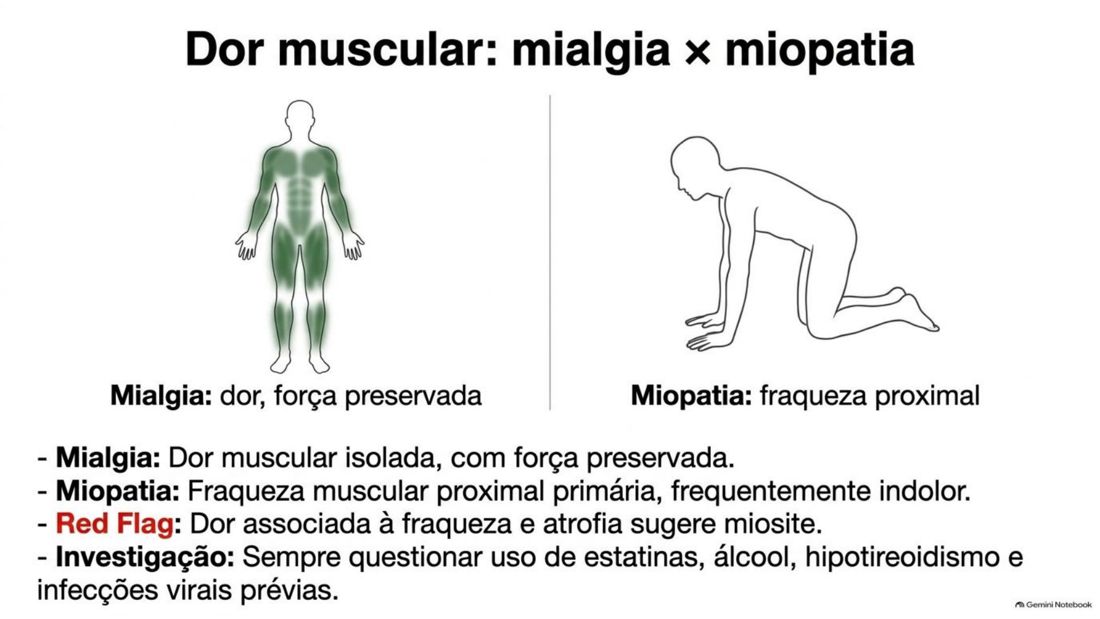 Dor muscular: mialgia × miopatia
Mialgia: dor, força preservada
Miopatia: fraqueza proximal
- Mialgia: Dor muscular isolada, com força preservada.
- Miopatia: Fraqueza muscular proximal primária, frequentemente indolor.
- Red Flag: Dor associada à fraqueza e atrofia sugere miosite.
- Investigação: Sempre questionar uso de estatinas, álcool, hipotireoidismo e
infecções virais prévias.
Gemini Notebook